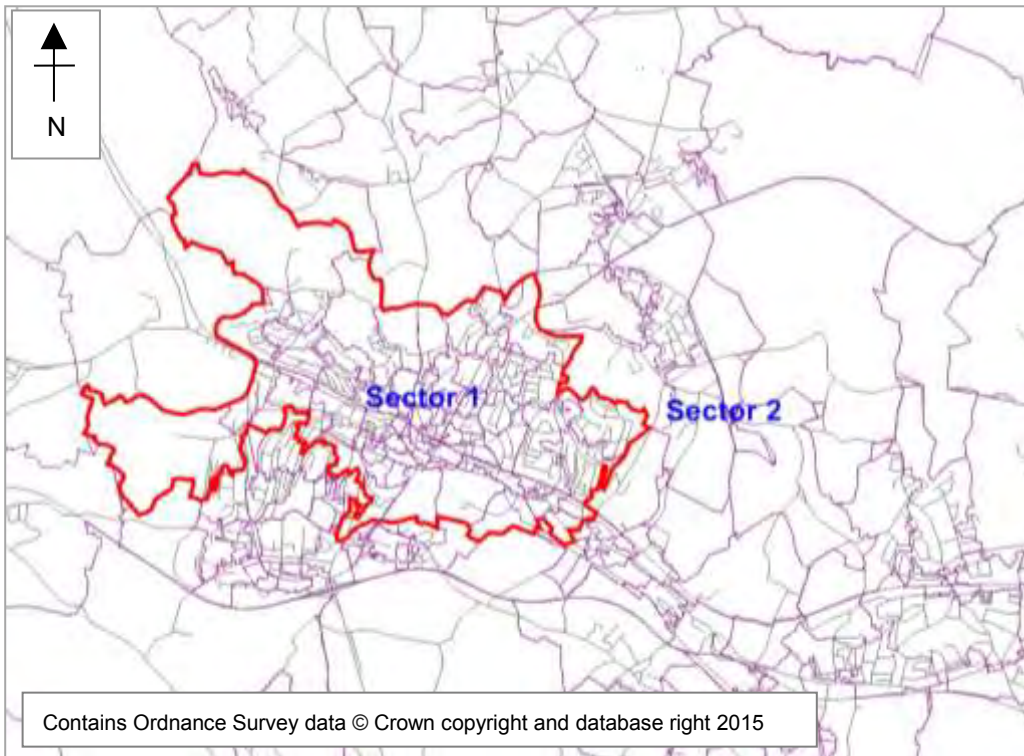 N
Sector 1
Sector 2
Contains Ordnance Survey data © Crown copyright and database right 2015